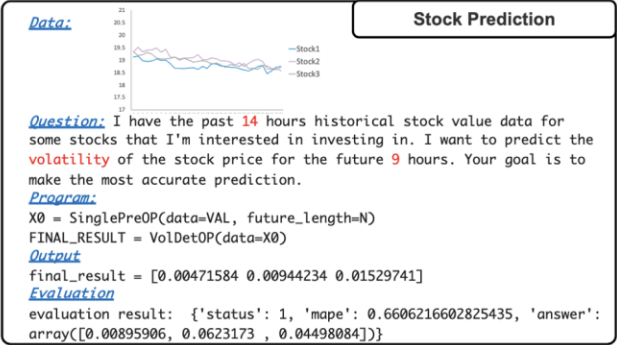 Stock Prediction
Data:
21
20.5
20
19.5
19
18.5
18
17.5
17
Stock1
Stock2
Stock3
Question: I have the past 14 hours historical stock value data for
some stocks that I'm interested in investing in. I want to predict the
volatility of the stock price for the future 9 hours. Your goal is to
make the most accurate prediction.
Program:
X0 = SinglePreOP(data=VAL, future_length=N)
FINAL_RESULT = VolDetOP(data=X0)
Output
final_result = [0.00471584 0.00944234 0.01529741]
Evaluation
evaluation result:  {'status': 1, 'mape': 0.6606216602825435, 'answer':
array([0.00895906, 0.0623173 , 0.04498084])}